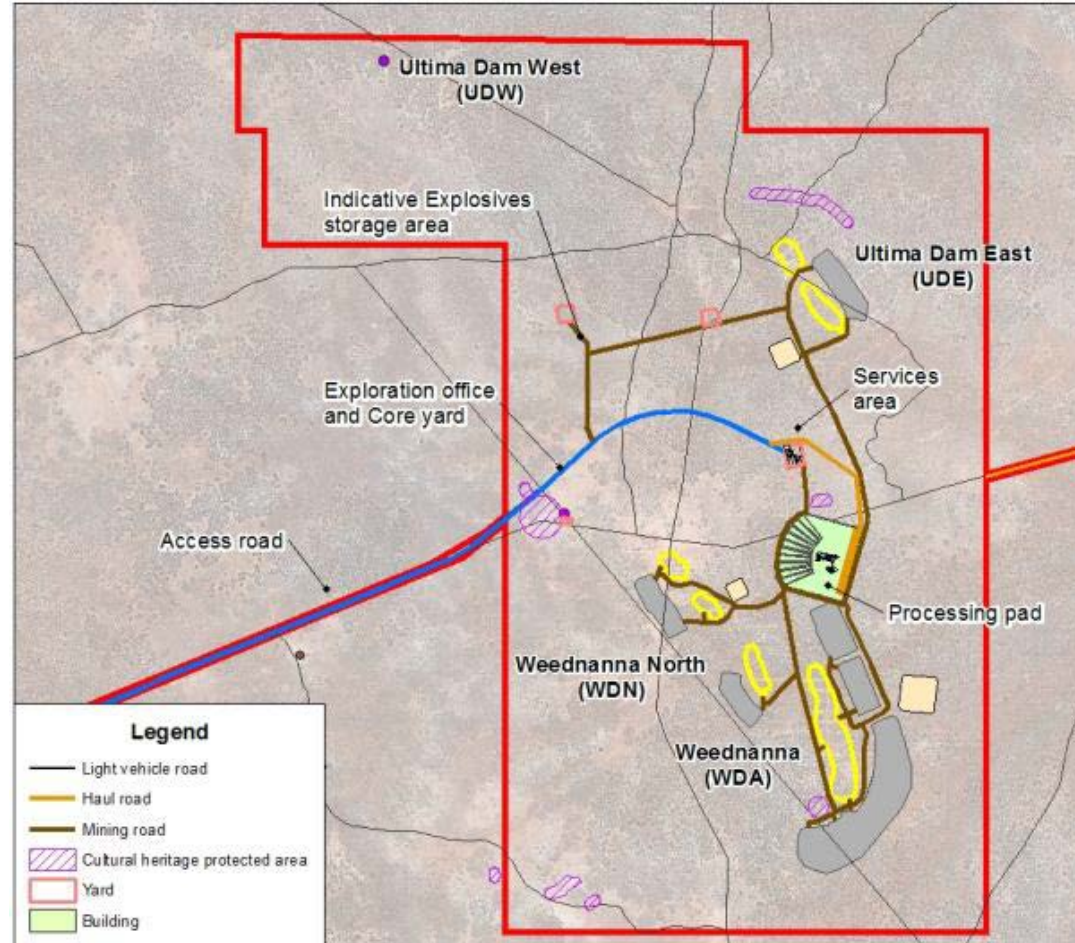 Ultima Dam West
(UDW)
Indicative Explosives
storage area
Ultima Dam East
(UDE)
Exploration office
and Core yard
Services
area
Access road
Processing pad
Weednanna North
(WDN)
Weednanna
(WDA)
Legend
Light vehicle road
Haul road
Mining road
Cultural heritage protected area
Yard
Building